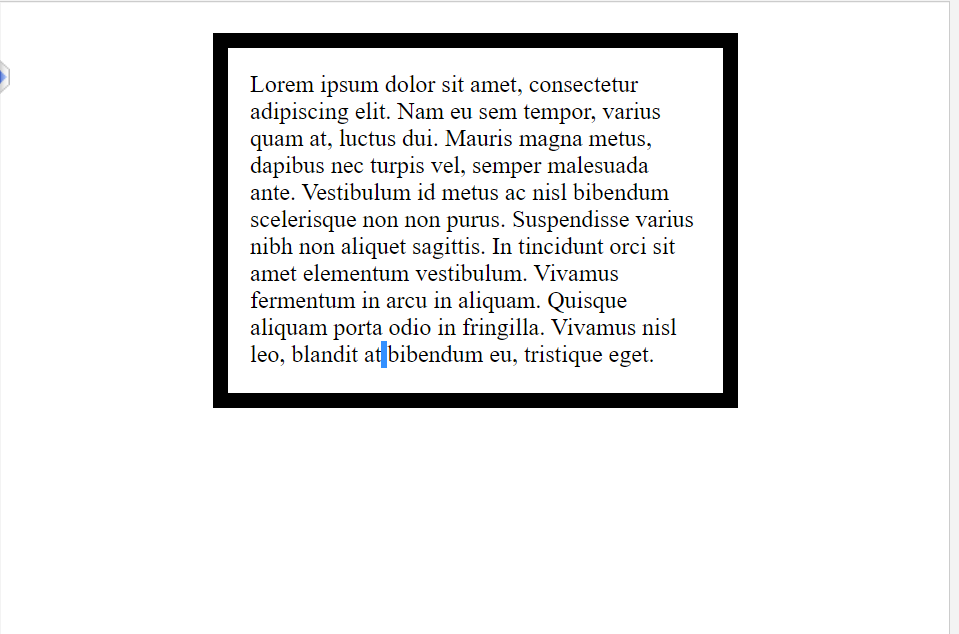 Lorem ipsum dolor sit amet, consectetur
adipiscing elit. Nam eu sem tempor, varius
quam at, luctus dui. Mauris magna metus,
dapibus nec turpis vel, semper malesuada
ante. Vestibulum id metus ac nisl bibendum
scelerisque non non purus. Suspendisse varius
nibh non aliquet sagittis. In tincidunt orci sit
amet elementum vestibulum. Vivamus
fermentum in arcu in aliquam. Quisque
aliquam porta odio in fringilla. Vivamus nisl
leo, blandit at bibendum eu, tristique eget.